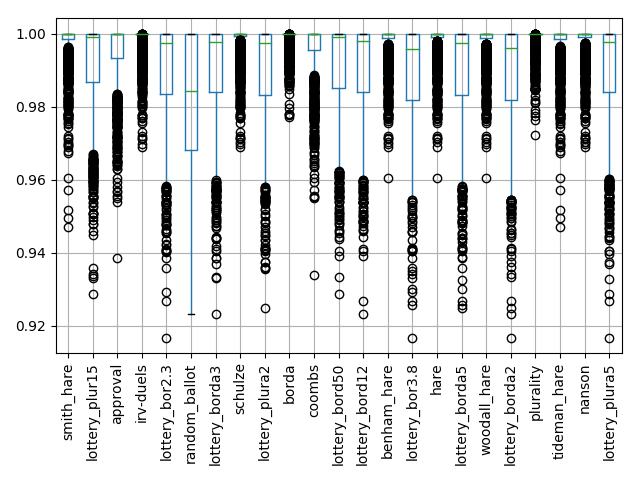 1.00
0.98
0.96
0.94
0.92
smith_hare
lottery_plur15
approval
irv-duels
lottery_bor2.3
random_ballot
lottery_borda3
schulze
lottery_plura2
borda
coombs
lottery_bord50
lottery_bord12
benham_hare
lottery_bor3.8
hare
lottery_borda5
woodall_hare
lottery_borda2
plurality
tideman_hare
nanson
lottery_plura5